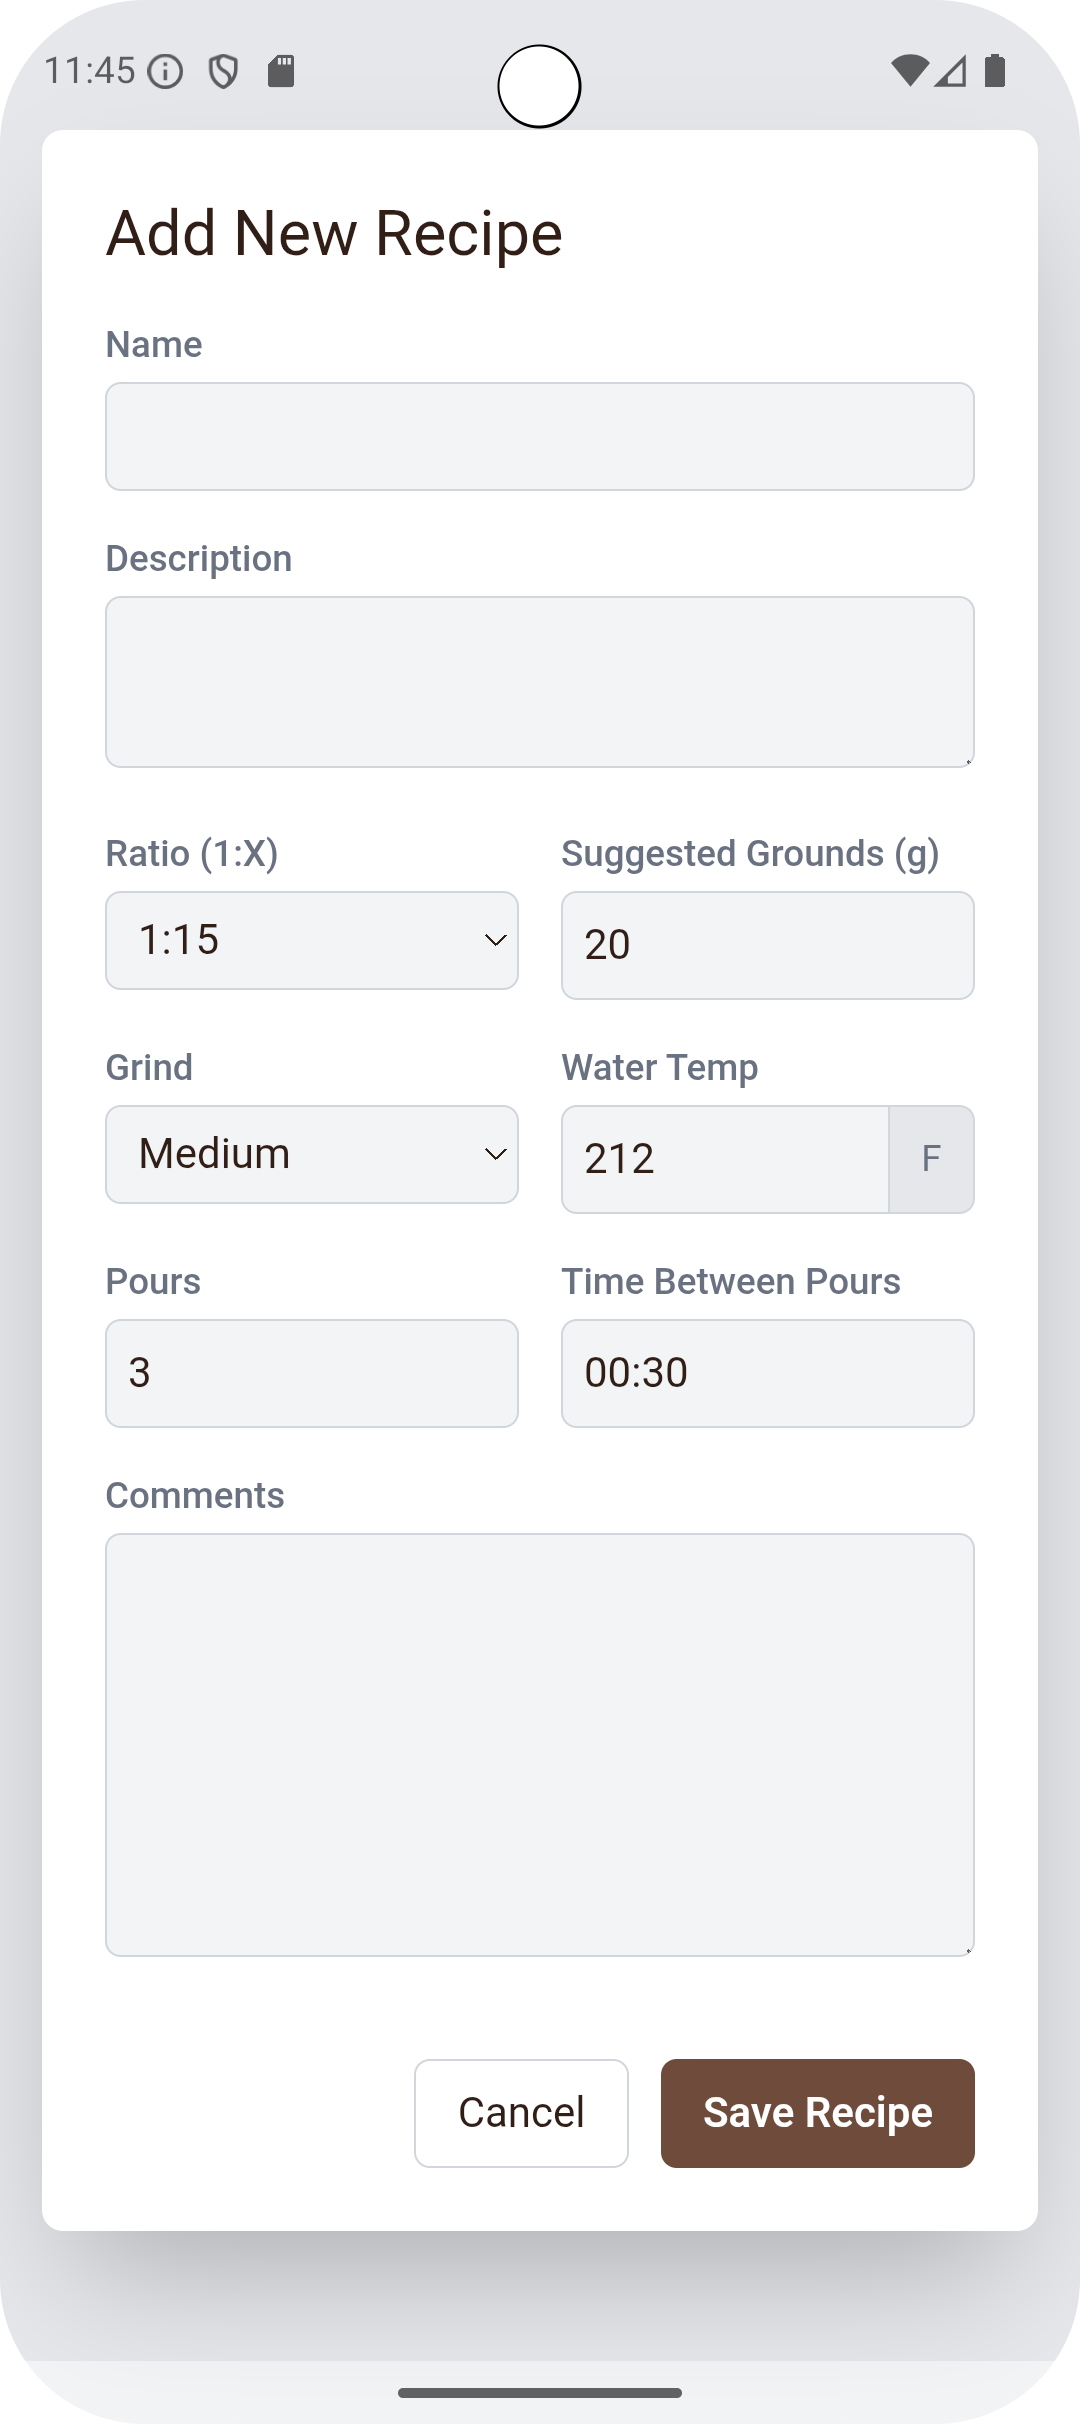 11:45
Add New Recipe
Name
Description
Ratio (1:X) Suggested Grounds (g)
1:15 20
Grind Water Temp
Medium 212 F
Pours Time Between Pours
3 00:30
Comments
Cancel Save Recipe